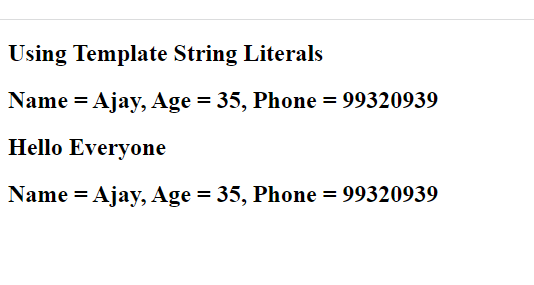 Using Template String Literals
Name = Ajay, Age = 35, Phone = 99320939
Hello Everyone
Name = Ajay, Age = 35, Phone = 99320939